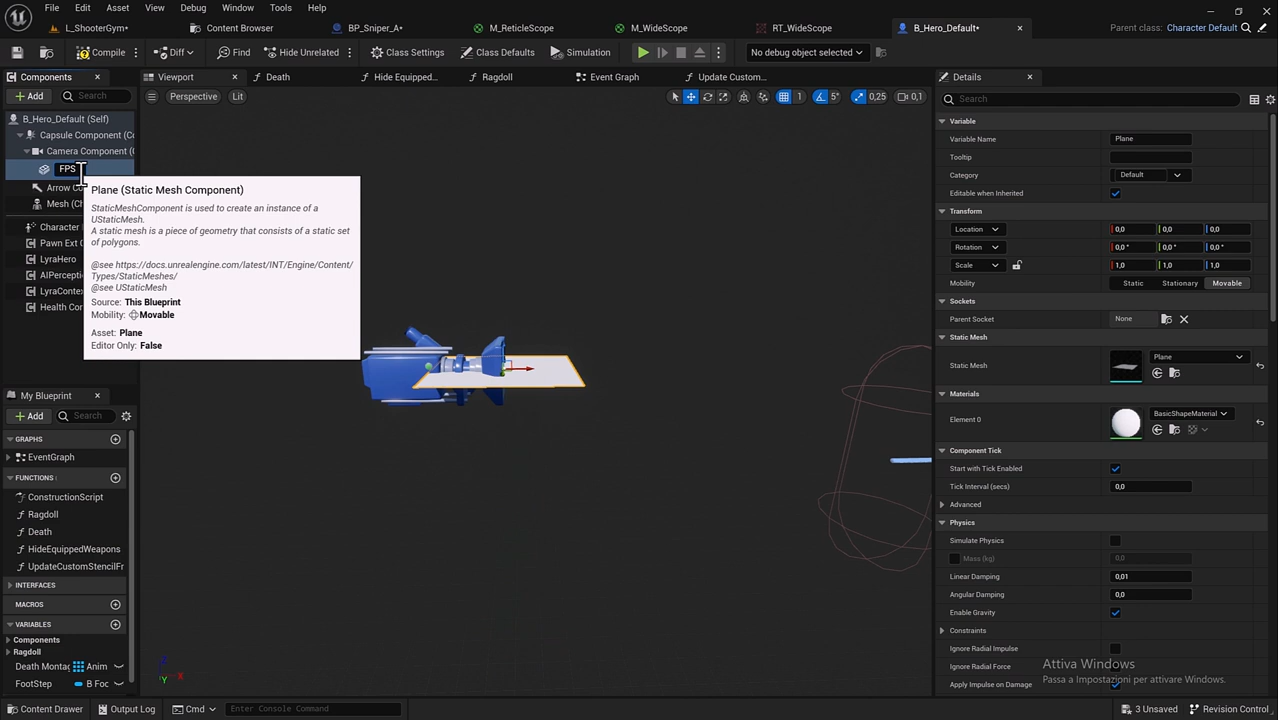 File Edit Asset View Debug Window Tools Help
L_ShooterGym•
Content Browser
BP_Sniper_A•
M_ReticleScope
M_WideScope
RT_WideScope
B_Hero_Default•
Parent class: Character Default
Compile
Diff
Find
Hide Unrelated
Class Settings
Class Defaults
Simulation
No debug object selected
Components
Viewport
Death
Hide Equipped...
Ragdoll
Event Graph
Update Custom...
Details
Add
Search
Perspective
Lit
1
5°
0,25
0,1
Search
B_Hero_Default (Self)
Capsule Component (Co
Camera Component (
FPS
Arrow Co
Mesh (Ch
Character
Pawn Ext C
LyraHero
AIPercepti
LyraContex
Health Con
Plane (Static Mesh Component)
StaticMeshComponent is used to create an instance of a
UStaticMesh.
A static mesh is a piece of geometry that consists of a static set
of polygons.
@see https://docs.unrealengine.com/latest/INT/Engine/Content/
Types/StaticMeshes/
@see UStaticMesh
Source: This Blueprint
Mobility: Movable
Asset: Plane
Editor Only: False
My Blueprint
Add
Search
GRAPHS
EventGraph
FUNCTIONS
ConstructionScript
Ragdoll
Death
HideEquippedWeapons
UpdateCustomStencilFr
INTERFACES
MACROS
VARIABLES
Components
Ragdoll
Death Montag Anim
FootStep B Foc
Z
X
Y
Variable
Variable Name Plane
Tooltip
Category Default
Editable when Inherited
Transform
Location 0,0 0,0 0,0
Rotation 0,0 ° 0,0 ° 0,0 °
Scale 1,0 1,0 1,0
Mobility Static Stationary Movable
Sockets
Parent Socket None
Static Mesh
Static Mesh Plane
Materials
Element 0 BasicShapeMaterial
Component Tick
Start with Tick Enabled
Tick Interval (secs) 0,0
Advanced
Physics
Simulate Physics
Mass (kg) 0,0
Linear Damping 0,01
Angular Damping 0,0
Enable Gravity
Constraints
Ignore Radial Impulse
Ignore Radial Force
Apply Impulse on Damage
Attiva Windows
Passa a Impostazioni per attivare Windows.
Content Drawer
Output Log
Cmd
Enter Console Command
3 Unsaved
Revision Control